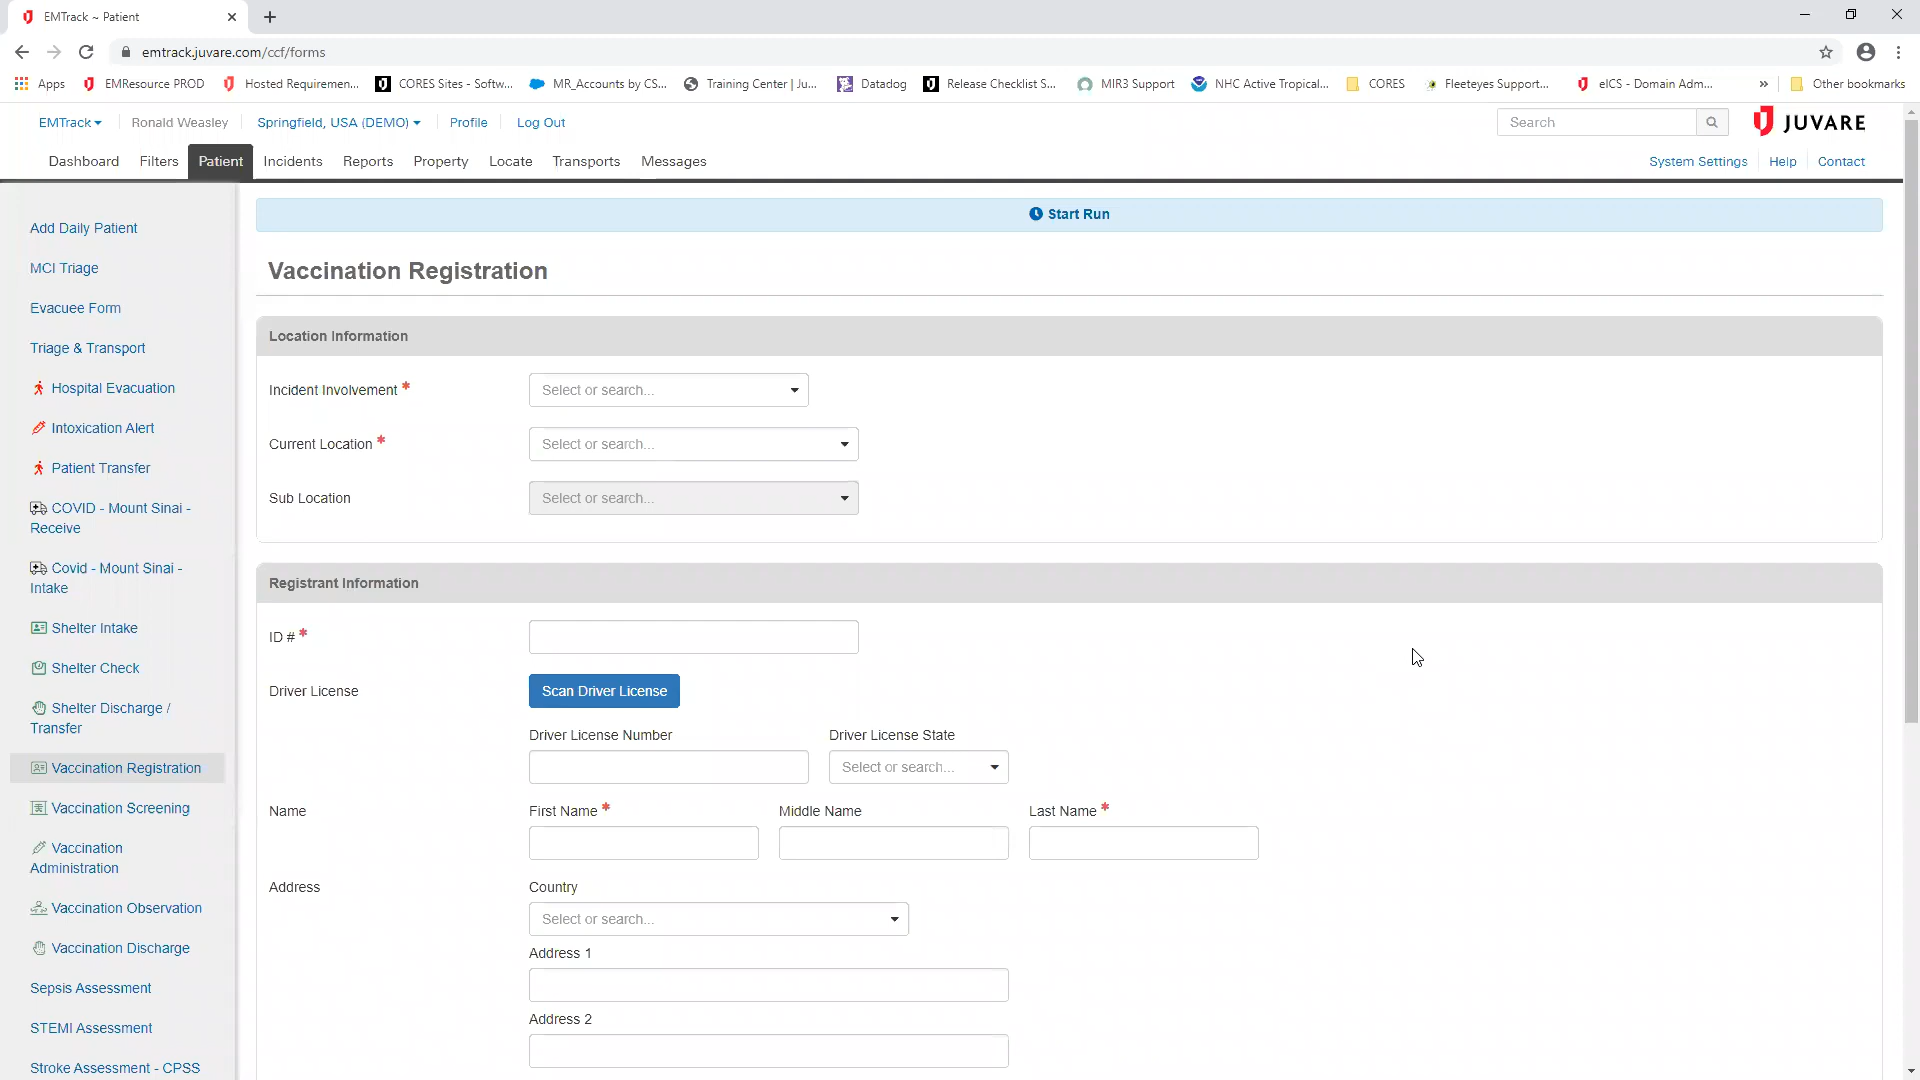 EMTrack ~ Patient
emtrack.juvare.com/ccf/forms
Apps
EMResource PROD
Hosted Requiremen...
CORES Sites - Softw...
MR_Accounts by CS...
Training Center | Ju...
Datadog
Release Checklist S...
MIR3 Support
NHC Active Tropical...
CORES
Fleeteyes Support...
eICS - Domain Adm...
»
Other bookmarks
EMTrack
Ronald Weasley
Springfield, USA (DEMO)
Profile
Log Out
Search
JUVARE
Dashboard
Filters
Patient
Incidents
Reports
Property
Locate
Transports
Messages
System Settings
Help
Contact
Add Daily Patient
MCI Triage
Evacuee Form
Triage & Transport
Hospital Evacuation
Intoxication Alert
Patient Transfer
COVID - Mount Sinai -
Receive
Covid - Mount Sinai -
Intake
Shelter Intake
Shelter Check
Shelter Discharge /
Transfer
Vaccination Registration
Vaccination Screening
Vaccination
Administration
Vaccination Observation
Vaccination Discharge
Sepsis Assessment
STEMI Assessment
Stroke Assessment - CPSS
Start Run
Vaccination Registration
Location Information
Incident Involvement *
Select or search...
Current Location *
Select or search...
Sub Location
Select or search...
Registrant Information
ID # *
Driver License
Scan Driver License
Driver License Number
Driver License State
Select or search...
Name
First Name *
Middle Name
Last Name *
Address
Country
Select or search...
Address 1
Address 2